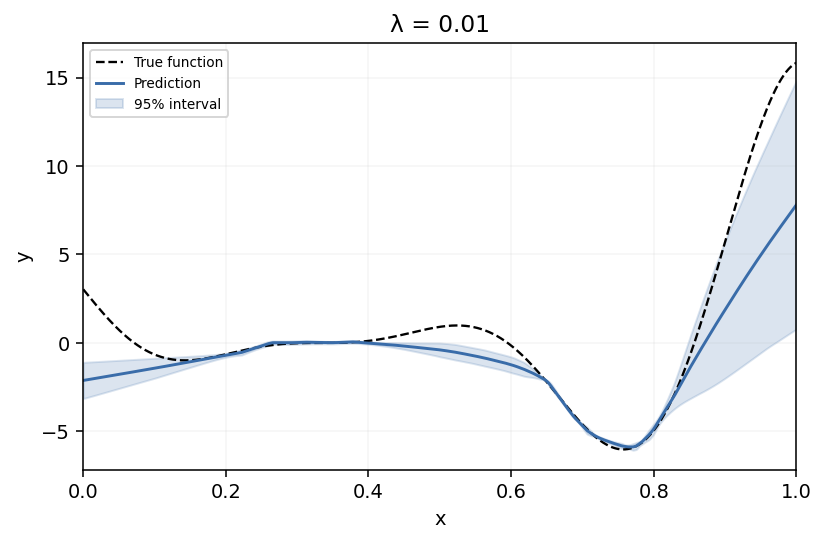 λ = 0.01
True function
Prediction
95% interval
y
15
10
5
0
−5
0.0 0.2 0.4 0.6 0.8 1.0
x